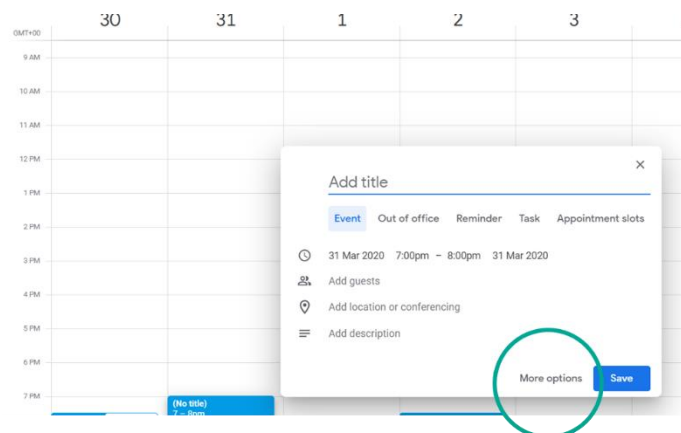 30 31 1 2 3
GMT+00
9 AM
10 AM
11 AM
12 PM
Add title
1 PM
Event Out of office Reminder Task Appointment slots
2 PM
31 Mar 2020 7:00pm – 8:00pm 31 Mar 2020
3 PM
Add guests
4 PM
Add location or conferencing
5 PM
Add description
6 PM
More options Save
7 PM
(No title)
7 – 8pm